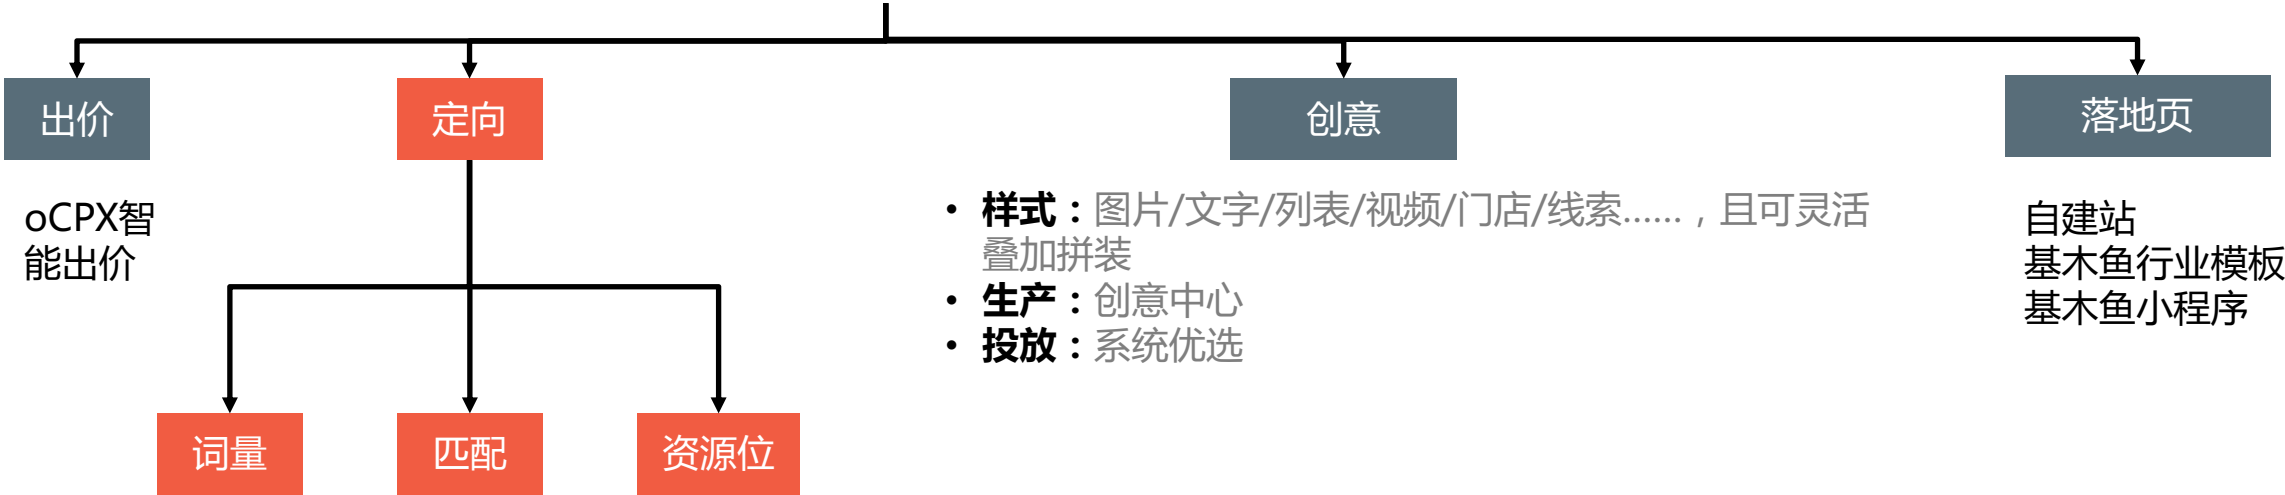 出价
定向
创意
落地页
oCPX智
能出价
• 样式：图片/文字/列表/视频/门店/线索……，且可灵活
叠加拼装
• 生产：创意中心
• 投放：系统优选
自建站
基木鱼行业模板
基木鱼小程序
词量
匹配
资源位